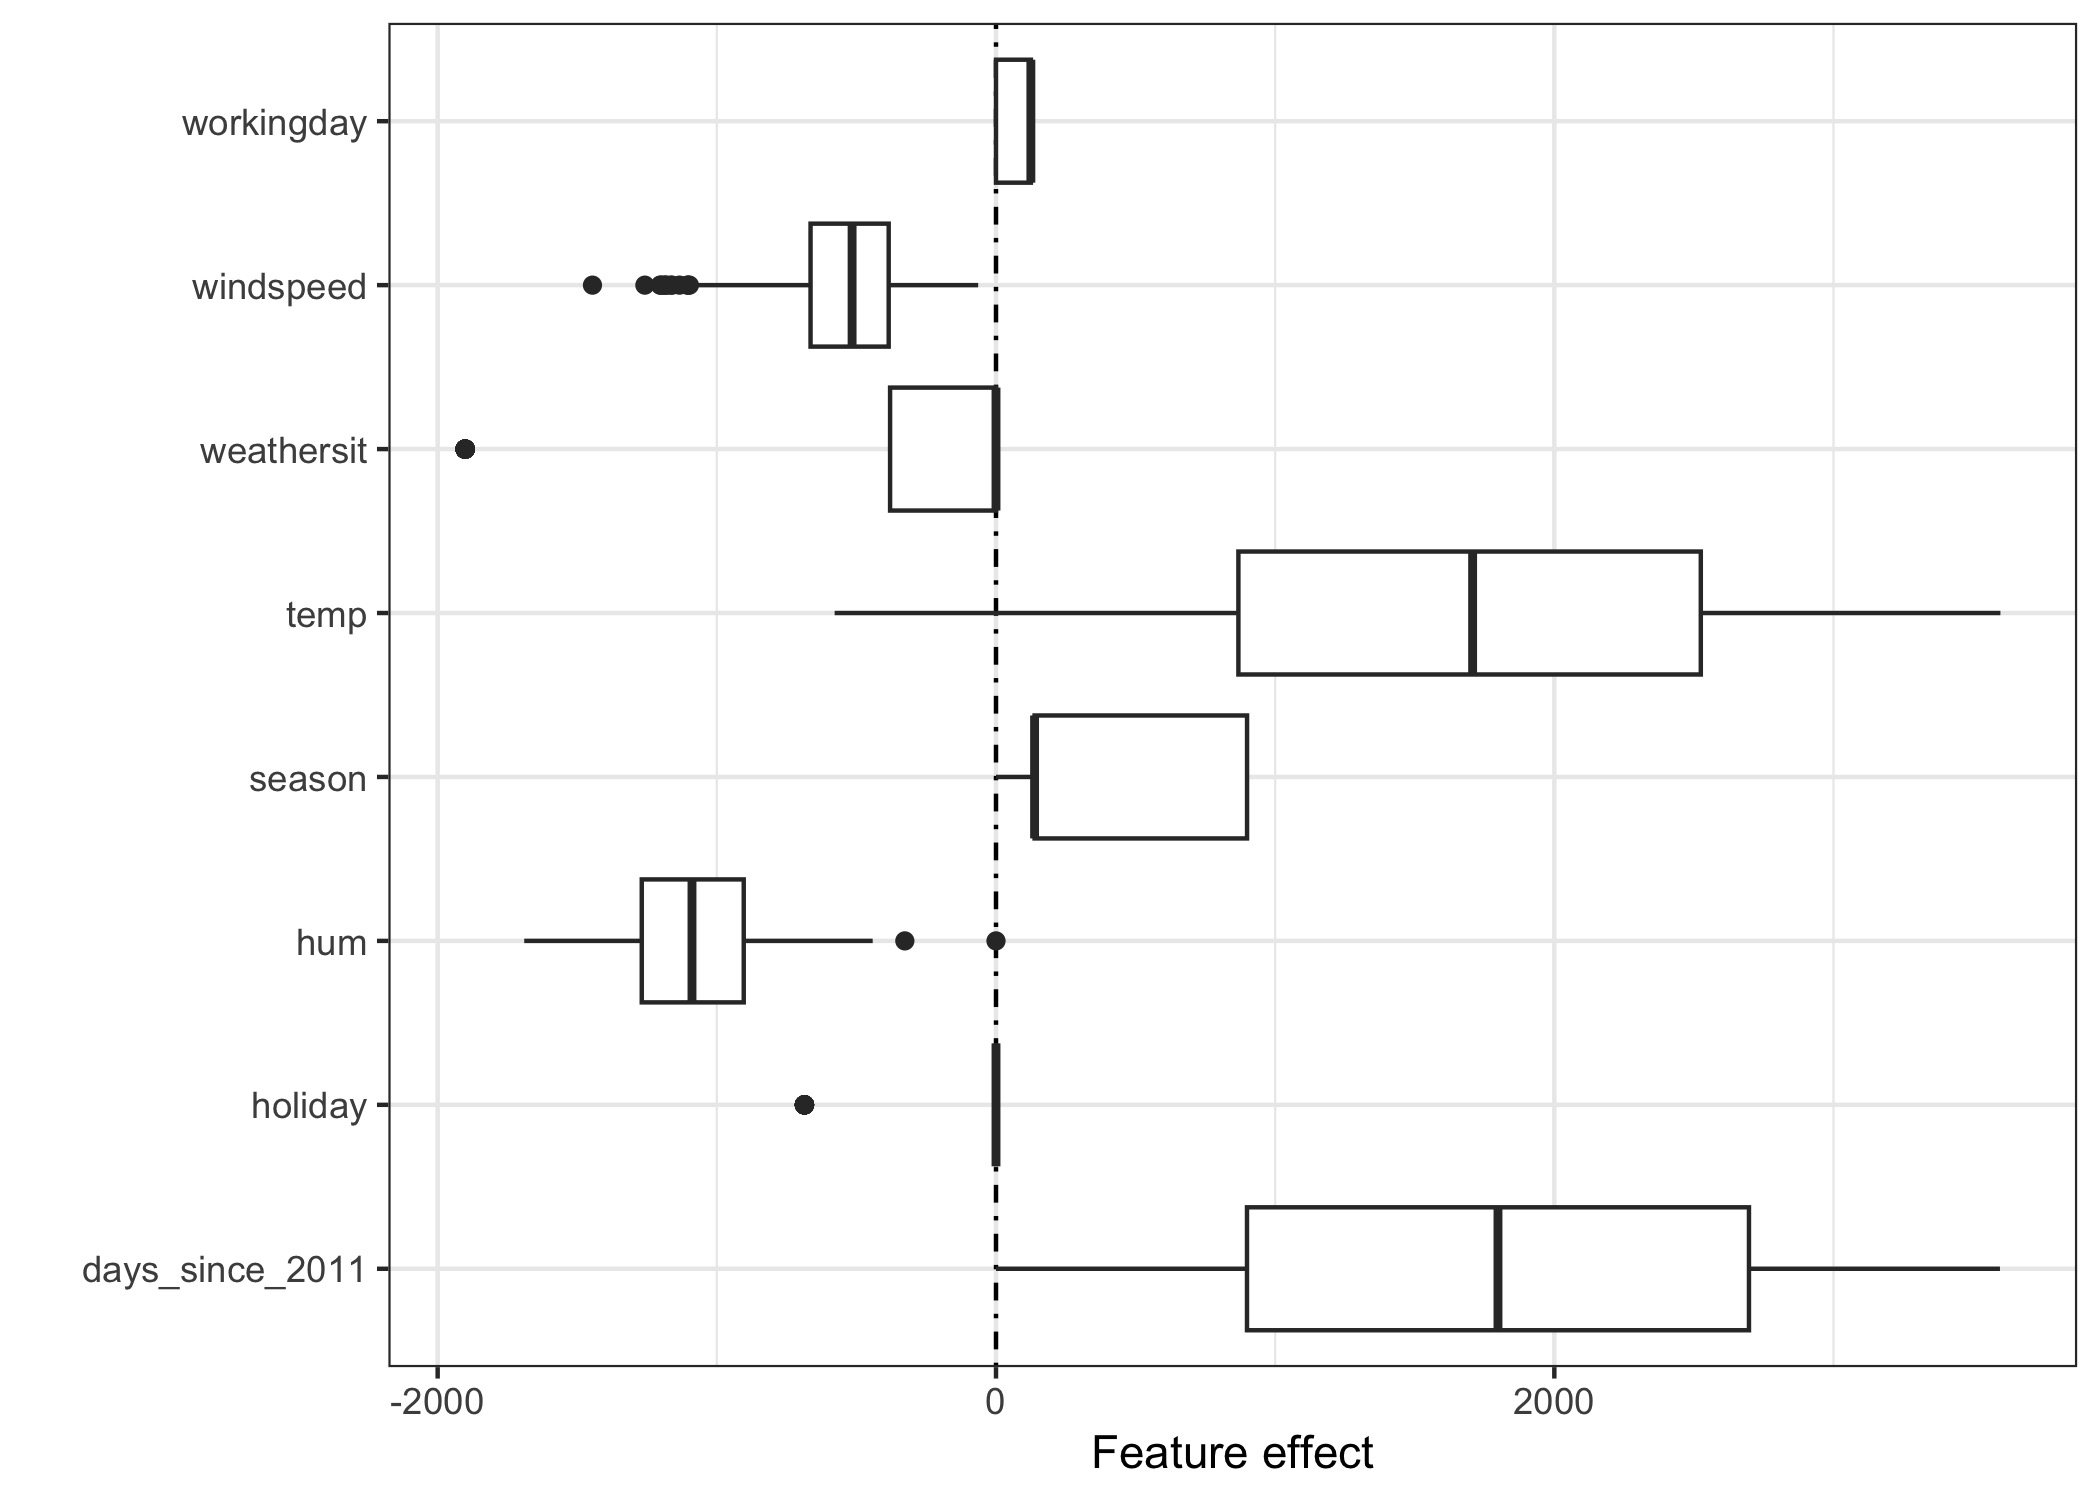 workingday
windspeed
weathersit
temp
season
hum
holiday
days_since_2011
-2000 0 2000
Feature effect